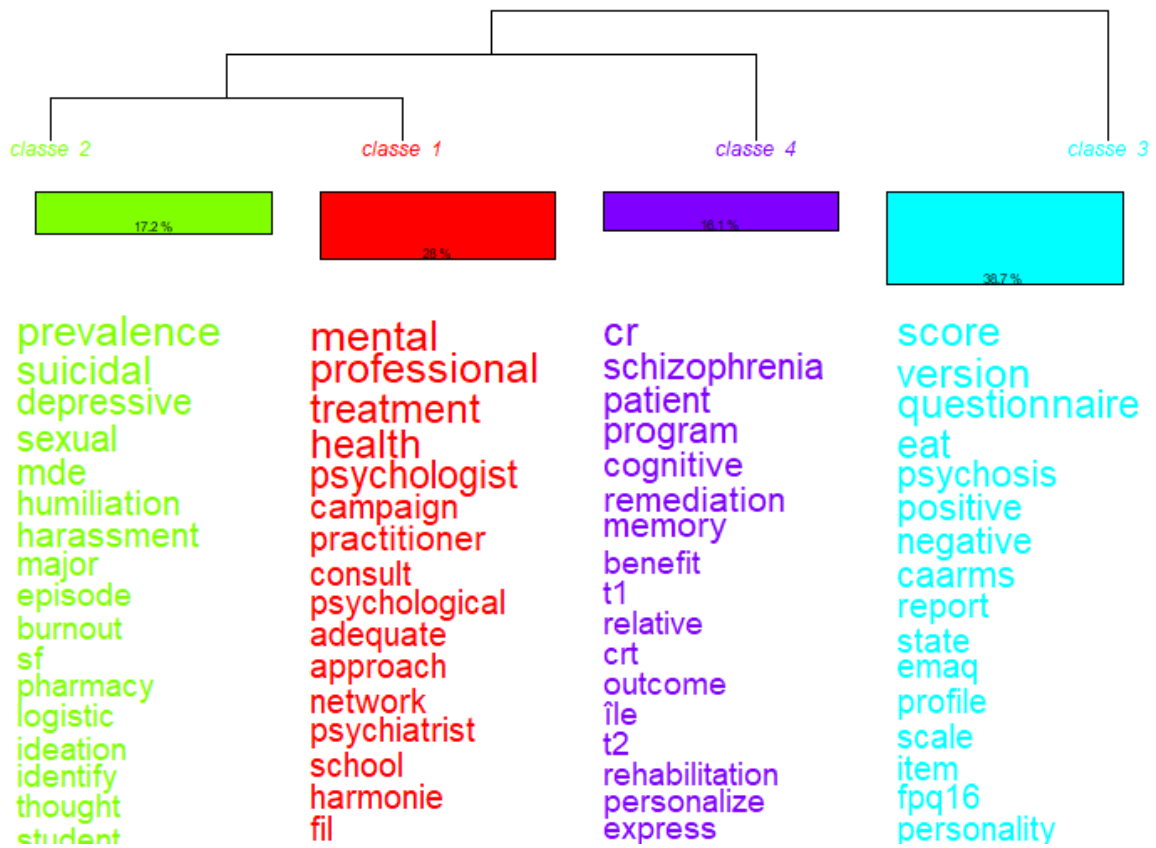 classe 2
classe 1
classe 4
classe 3
17.2 %
28 %
16.1 %
38.7 %
prevalence
suicidal
depressive
sexual
mde
humiliation
harassment
major
episode
burnout
sf
pharmacy
logistic
ideation
identify
thought
student
mental
professional
treatment
health
psychologist
campaign
practitioner
consult
psychological
adequate
approach
network
psychiatrist
school
harmonie
fil
cr
schizophrenia
patient
program
cognitive
remediation
memory
benefit
t1
relative
crt
outcome
île
t2
rehabilitation
personalize
express
score
version
questionnaire
eat
psychosis
positive
negative
caarms
report
state
emaq
profile
scale
item
fpq16
personality